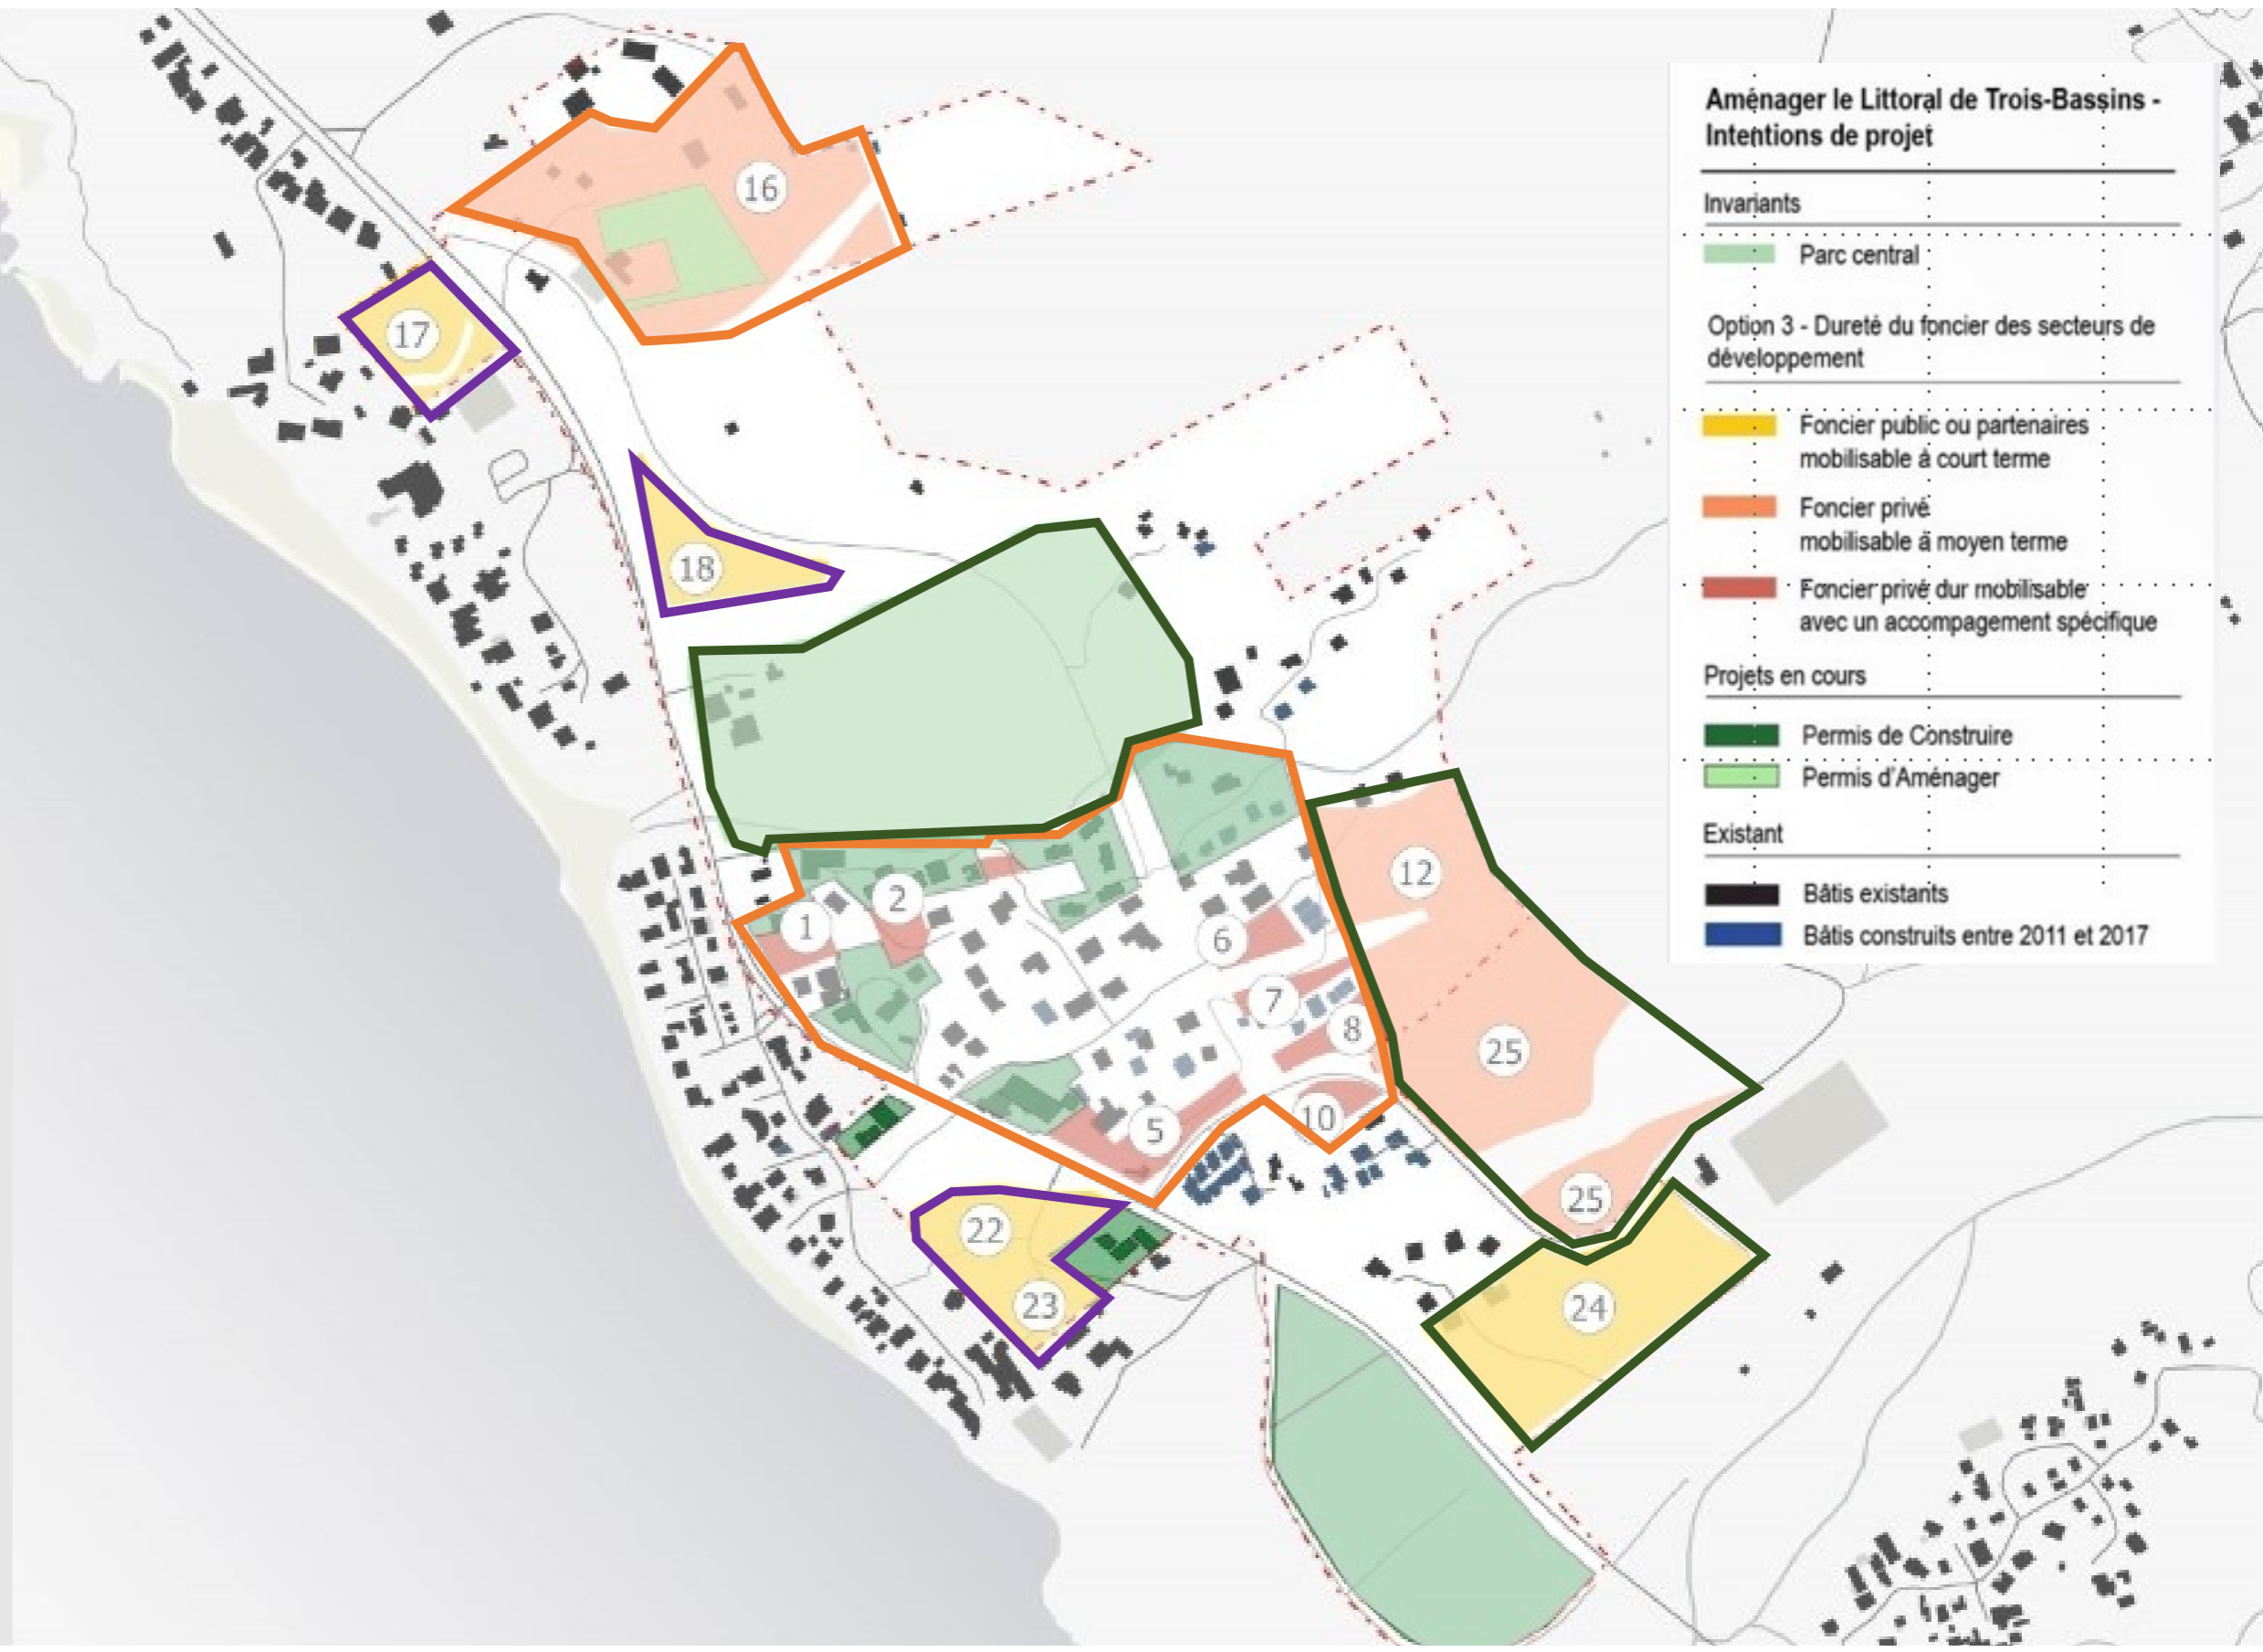 Aménager le Littoral de Trois-Bassins -
Intentions de projet
Invariants
Parc central
Option 3 - Dureté du foncier des secteurs de
développement
Foncier public ou partenaires
mobilisable à court terme
Foncier privé
mobilisable à moyen terme
Foncier privé dur mobilisable
avec un accompagement spécifique
Projets en cours
Permis de Construire
Permis d'Aménager
Existant
Bâtis existants
Bâtis construits entre 2011 et 2017
16
17
18
12
2
1
6
7
8
25
10
5
25
22
23
24